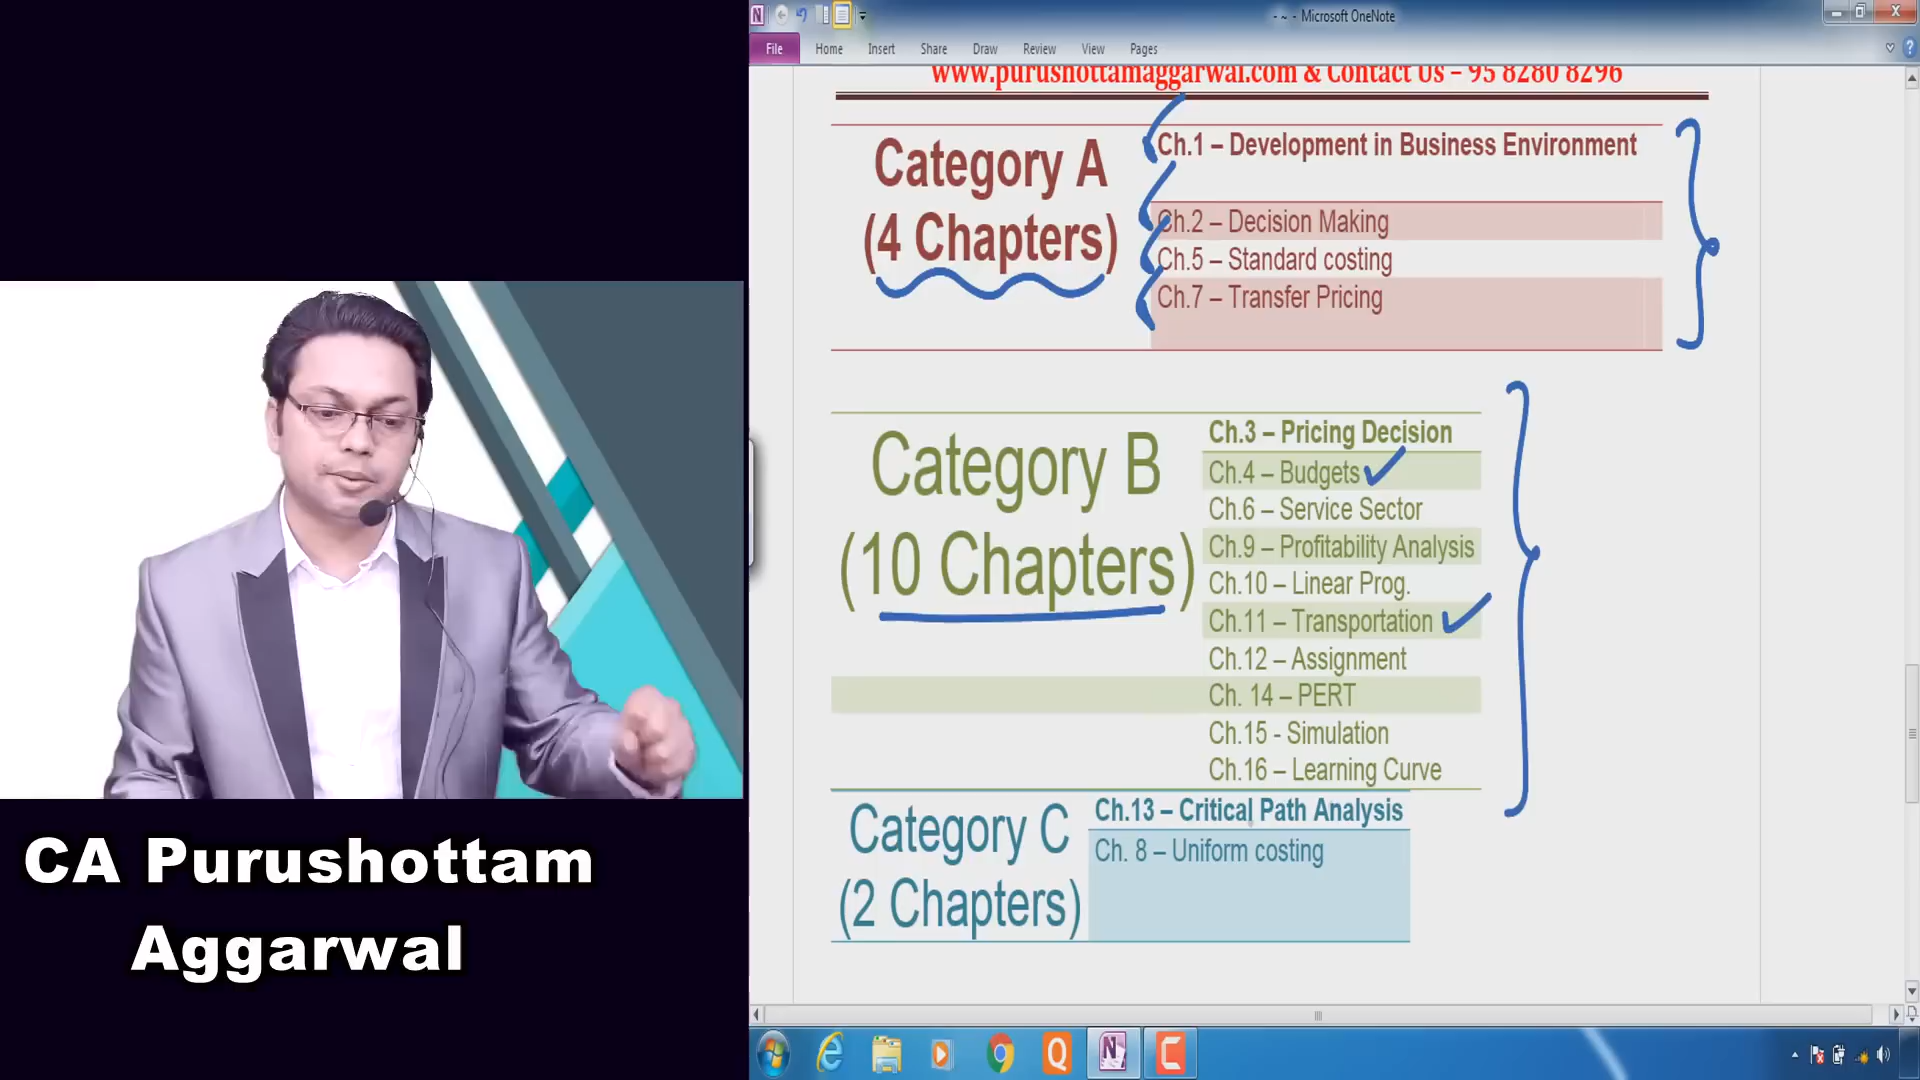 - ~ - Microsoft OneNote
File Home Insert Share Draw Review View Pages
www.purushottamaggarwal.com & Contact Us – 95 8280 8296
Category A
(4 Chapters)
Ch.1 – Development in Business Environment
Ch.2 – Decision Making
Ch.5 – Standard costing
Ch.7 – Transfer Pricing
Category B
(10 Chapters)
Ch.3 – Pricing Decision
Ch.4 – Budgets
Ch.6 – Service Sector
Ch.9 – Profitability Analysis
Ch.10 – Linear Prog.
Ch.11 – Transportation
Ch.12 – Assignment
Ch. 14 – PERT
Ch.15 - Simulation
Ch.16 – Learning Curve
Category C
(2 Chapters)
Ch.13 – Critical Path Analysis
Ch. 8 – Uniform costing
CA Purushottam
Aggarwal